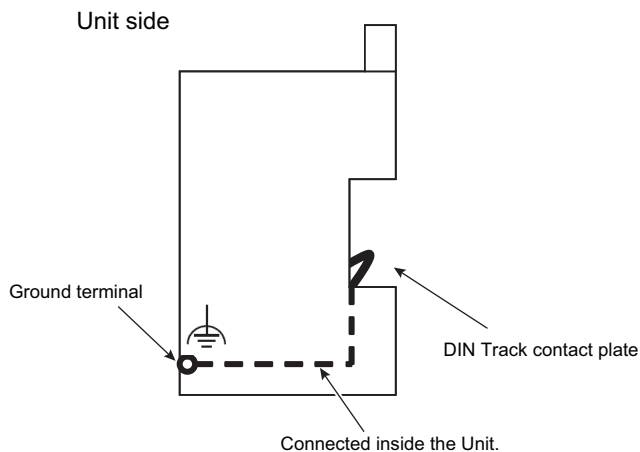 Unit side
Ground terminal
DIN Track contact plate
Connected inside the Unit.